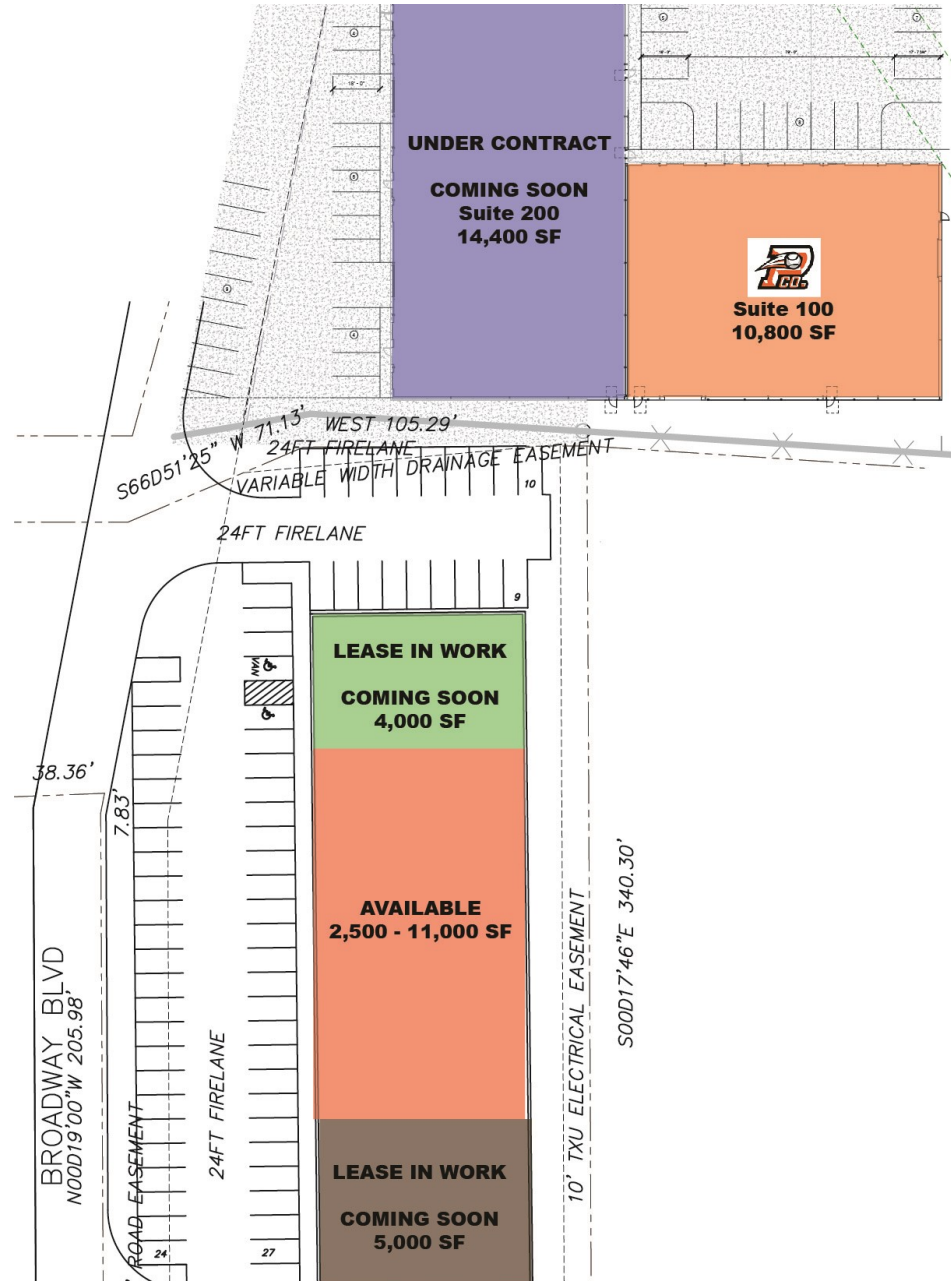 UNDER CONTRACT
COMING SOON
Suite 200
14,400 SF
P
CO.
Suite 100
10,800 SF
S66D51'25" W 71.13'
WEST 105.29'
24FT FIRELANE
VARIABLE WIDTH DRAINAGE EASEMENT
10
24FT FIRELANE
9
LEASE IN WORK
COMING SOON
4,000 SF
VAN
38.36'
7.83'
AVAILABLE
2,500 - 11,000 SF
BROADWAY BLVD
N00D19'00"W 205.98'
ROAD EASEMENT
24FT FIRELANE
10' TXU ELECTRICAL EASEMENT
S00D17'46"E 340.30'
LEASE IN WORK
COMING SOON
5,000 SF
24
27